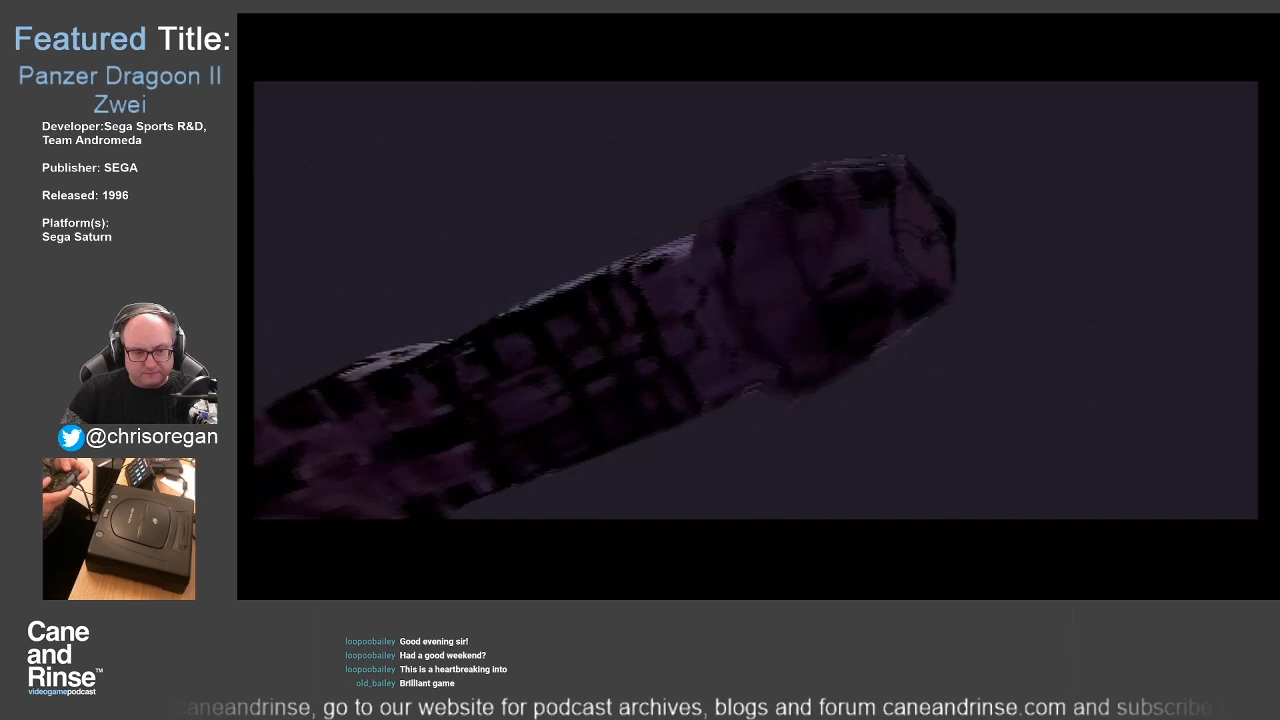 Featured Title:
Panzer Dragoon II
Zwei
Developer:Sega Sports R&D,
Team Andromeda
Publisher: SEGA
Released: 1996
Platform(s):
Sega Saturn
@chrisoregan
Cane
and
Rinse™
videogamepodcast
loopoobailey Good evening sir!
loopoobailey Had a good weekend?
loopoobailey This is a heartbreaking into
old_bailey Brilliant game
caneandrinse, go to our website for podcast archives, blogs and forum caneandrinse.com and subscribe